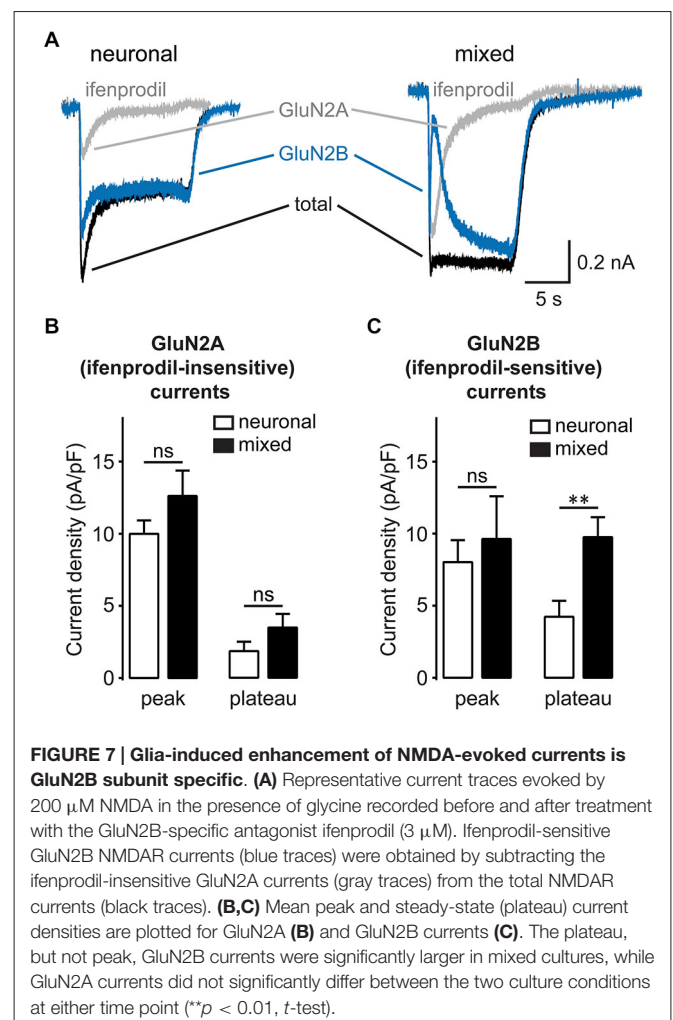 A
neuronal
mixed
ifenprodil
ifenprodil
GluN2A
GluN2B
total
0.2 nA
5 s
B
GluN2A
(ifenprodil-insensitive)
currents
neuronal
mixed
Current density (pA/pF)
15
10
5
0
ns
ns
peak
plateau
C
GluN2B
(ifenprodil-sensitive)
currents
neuronal
mixed
Current density (pA/pF)
15
10
5
0
ns
**
peak
plateau
FIGURE 7 | Glia-induced enhancement of NMDA-evoked currents is
GluN2B subunit specific. (A) Representative current traces evoked by
200 μM NMDA in the presence of glycine recorded before and after treatment
with the GluN2B-specific antagonist ifenprodil (3 μM). Ifenprodil-sensitive
GluN2B NMDAR currents (blue traces) were obtained by subtracting the
ifenprodil-insensitive GluN2A currents (gray traces) from the total NMDAR
currents (black traces). (B,C) Mean peak and steady-state (plateau) current
densities are plotted for GluN2A (B) and GluN2B currents (C). The plateau,
but not peak, GluN2B currents were significantly larger in mixed cultures, while
GluN2A currents did not significantly differ between the two culture conditions
at either time point (**p < 0.01, t-test).